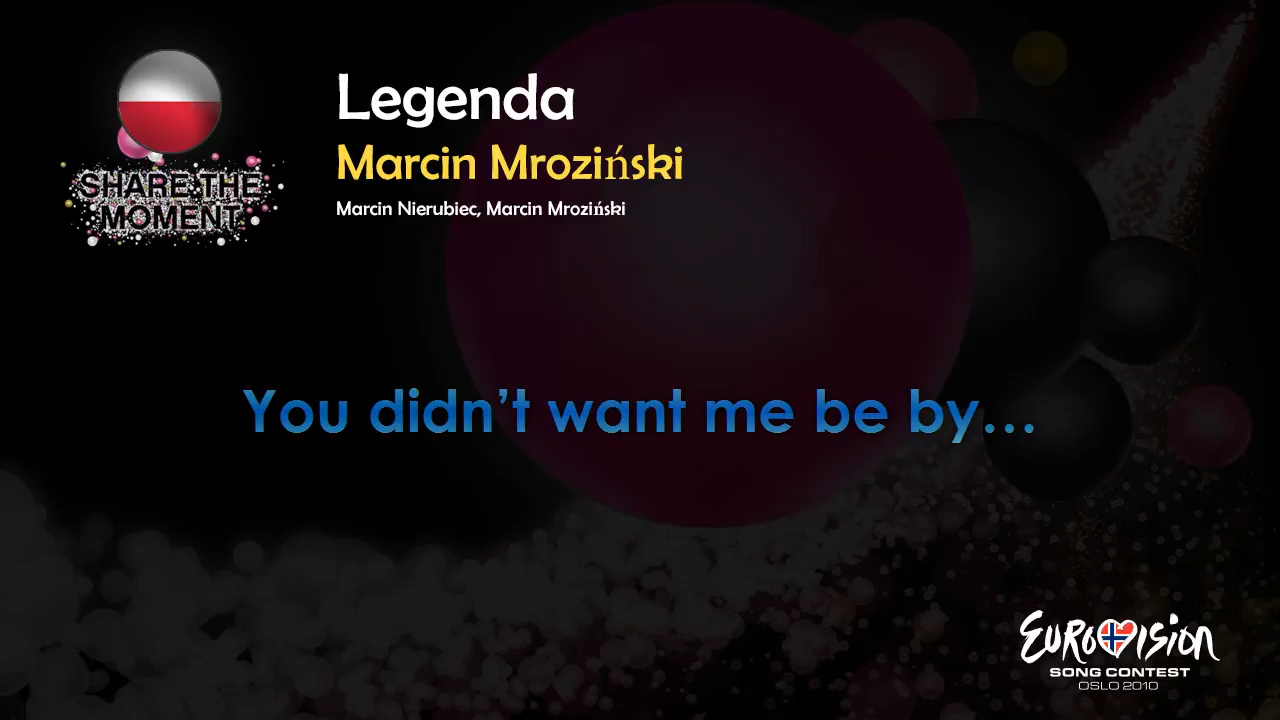 SHARE THE
MOMENT
Legenda
Marcin Mroziński
Marcin Nierubiec, Marcin Mroziński
You didn't want me be by...
EUROVISION
SONG CONTEST
OSLO 2010